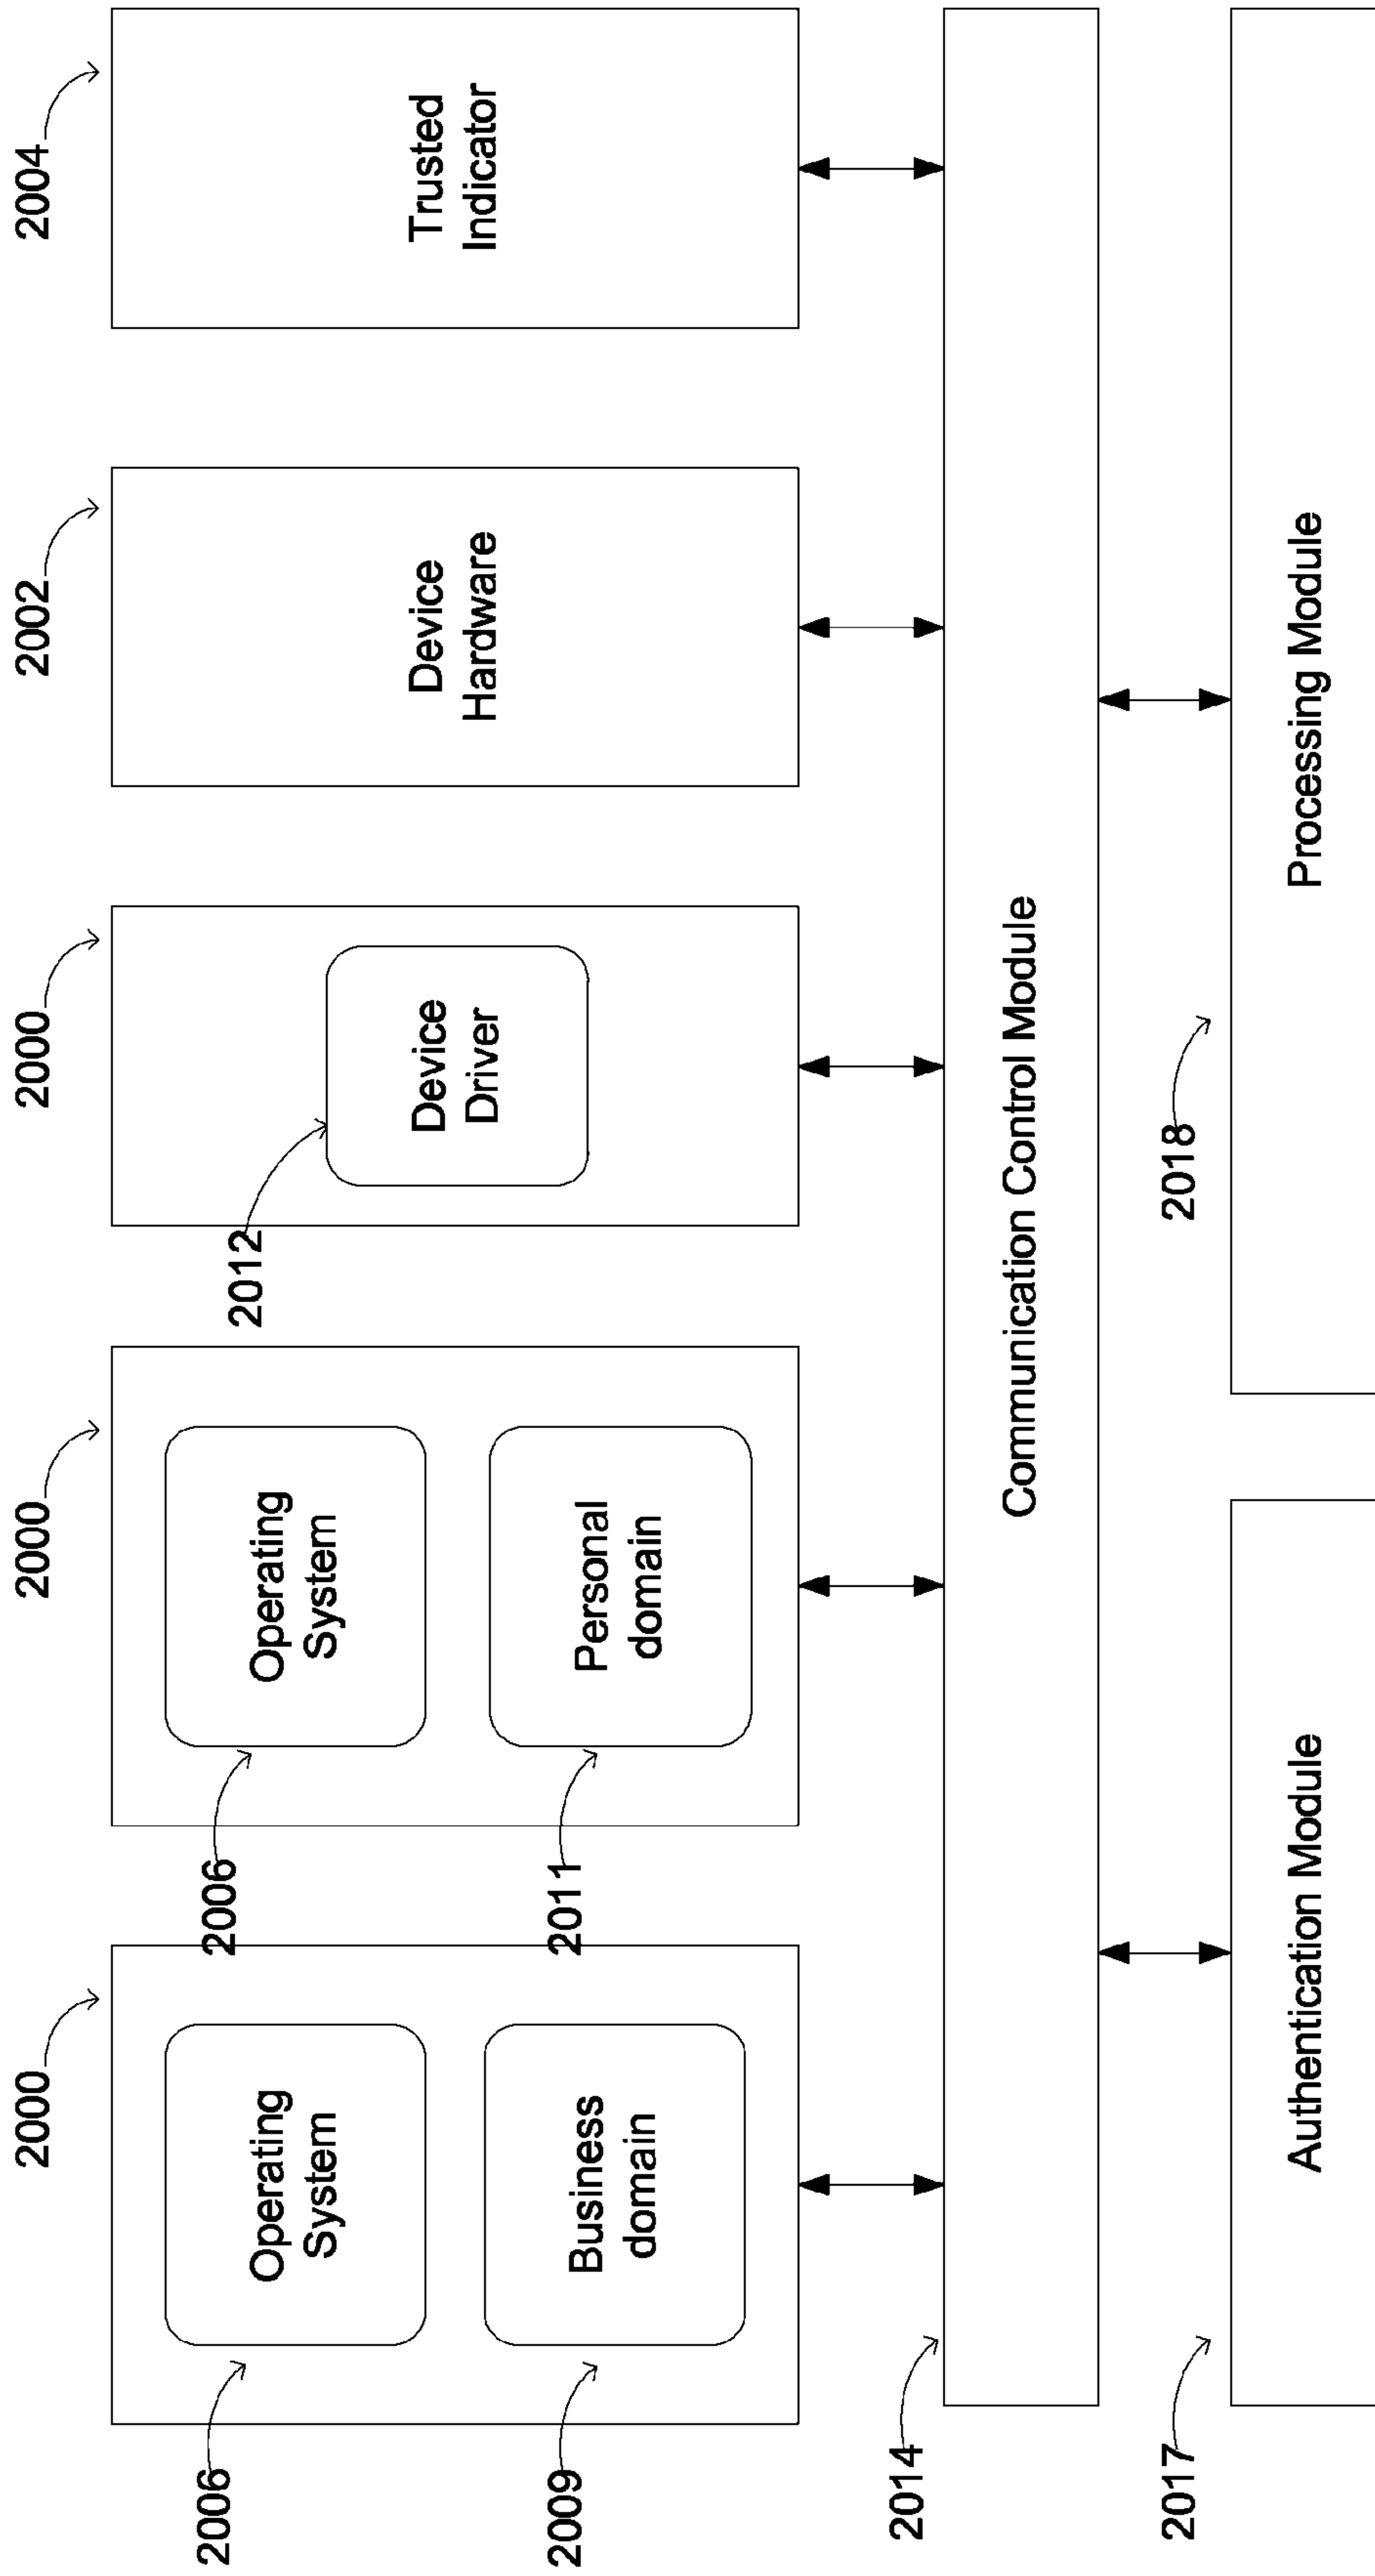 2000
2000
2000
2002
2004
2006
Operating
System
2006
Operating
System
2012
Device
Driver
Device
Hardware
Trusted
Indicator
2009
Business
domain
2011
Personal
domain
2014
Communication Control Module
2017
Authentication Module
2018
Processing Module